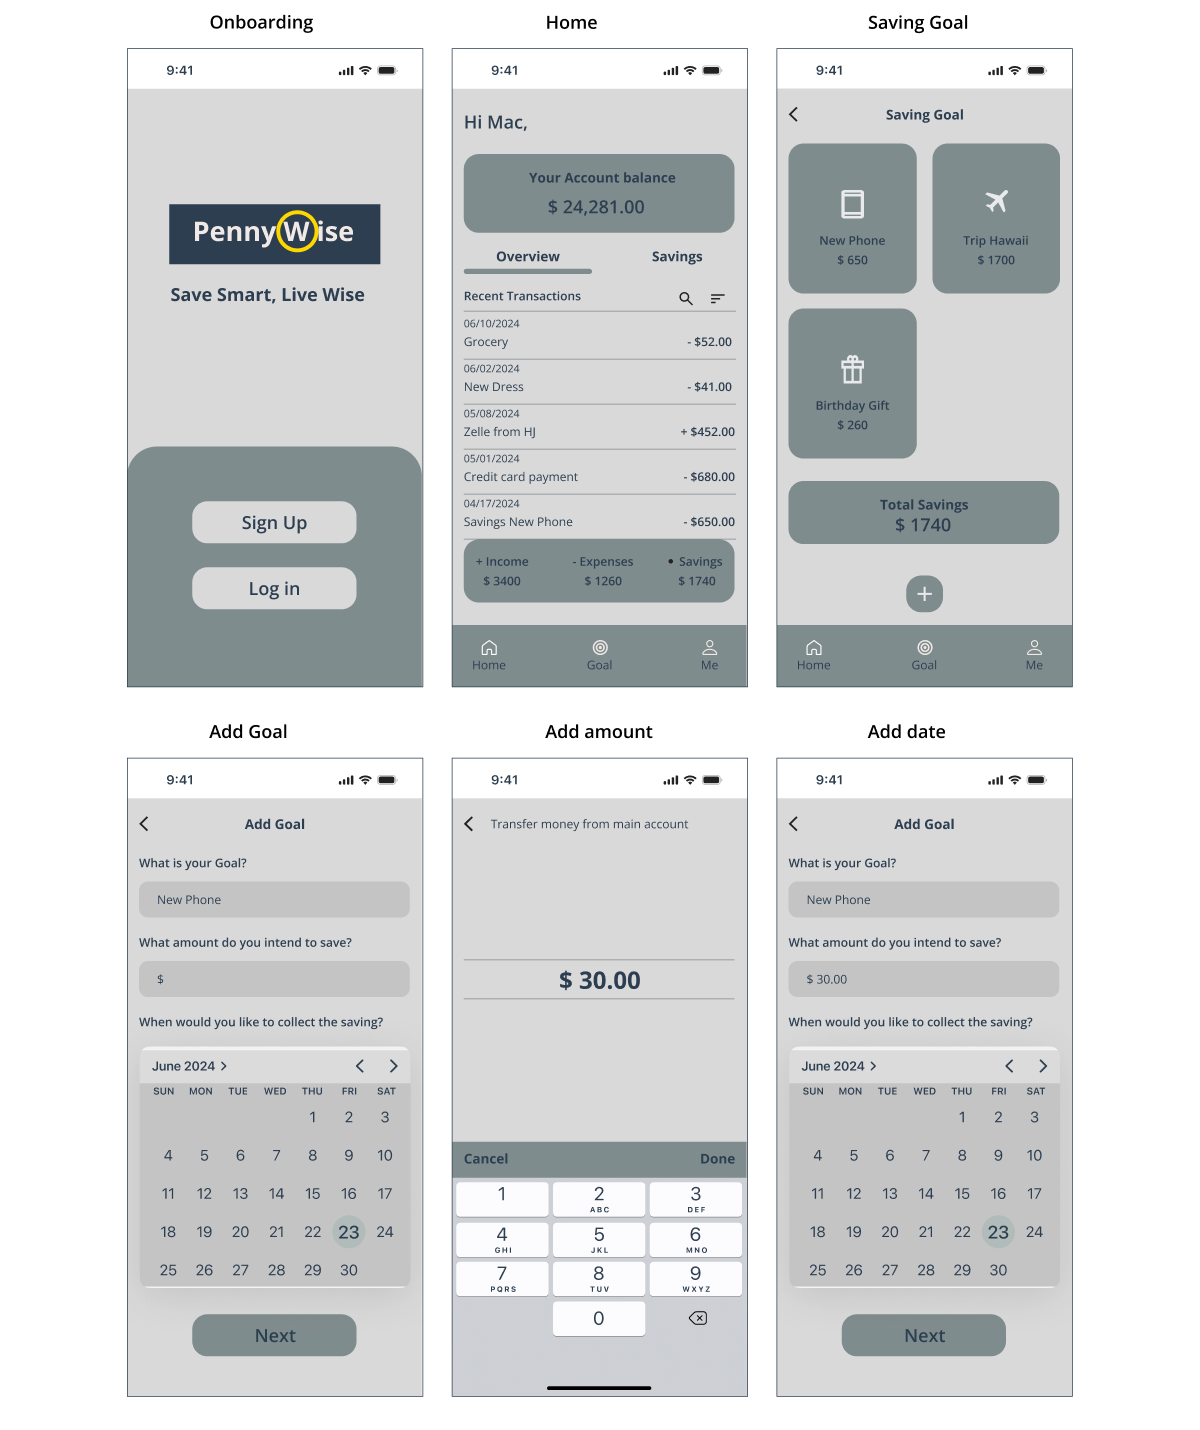 Onboarding
9:41
PennyWise
Save Smart, Live Wise
Sign Up
Log in
Home
9:41
Hi Mac,
Your Account balance
$ 24,281.00
Overview Savings
Recent Transactions
06/10/2024
Grocery - $52.00
06/02/2024
New Dress - $41.00
05/08/2024
Zelle from HJ + $452.00
05/01/2024
Credit card payment - $680.00
04/17/2024
Savings New Phone - $650.00
+ Income - Expenses • Savings
$ 3400 $ 1260 $ 1740
Home Goal Me
Saving Goal
9:41
Saving Goal
New Phone
$ 650
Trip Hawaii
$ 1700
Birthday Gift
$ 260
Total Savings
$ 1740
+
Home Goal Me
Add Goal
9:41
Add Goal
What is your Goal?
New Phone
What amount do you intend to save?
$
When would you like to collect the saving?
June 2024
SUN MON TUE WED THU FRI SAT
1 2 3
4 5 6 7 8 9 10
11 12 13 14 15 16 17
18 19 20 21 22 23 24
25 26 27 28 29 30
Next
Add amount
9:41
Transfer money from main account
$ 30.00
Cancel Done
1 2 3
ABC DEF
4 5 6
GHI JKL MNO
7 8 9
PQRS TUV WXYZ
0
Add date
9:41
Add Goal
What is your Goal?
New Phone
What amount do you intend to save?
$ 30.00
When would you like to collect the saving?
June 2024
SUN MON TUE WED THU FRI SAT
1 2 3
4 5 6 7 8 9 10
11 12 13 14 15 16 17
18 19 20 21 22 23 24
25 26 27 28 29 30
Next